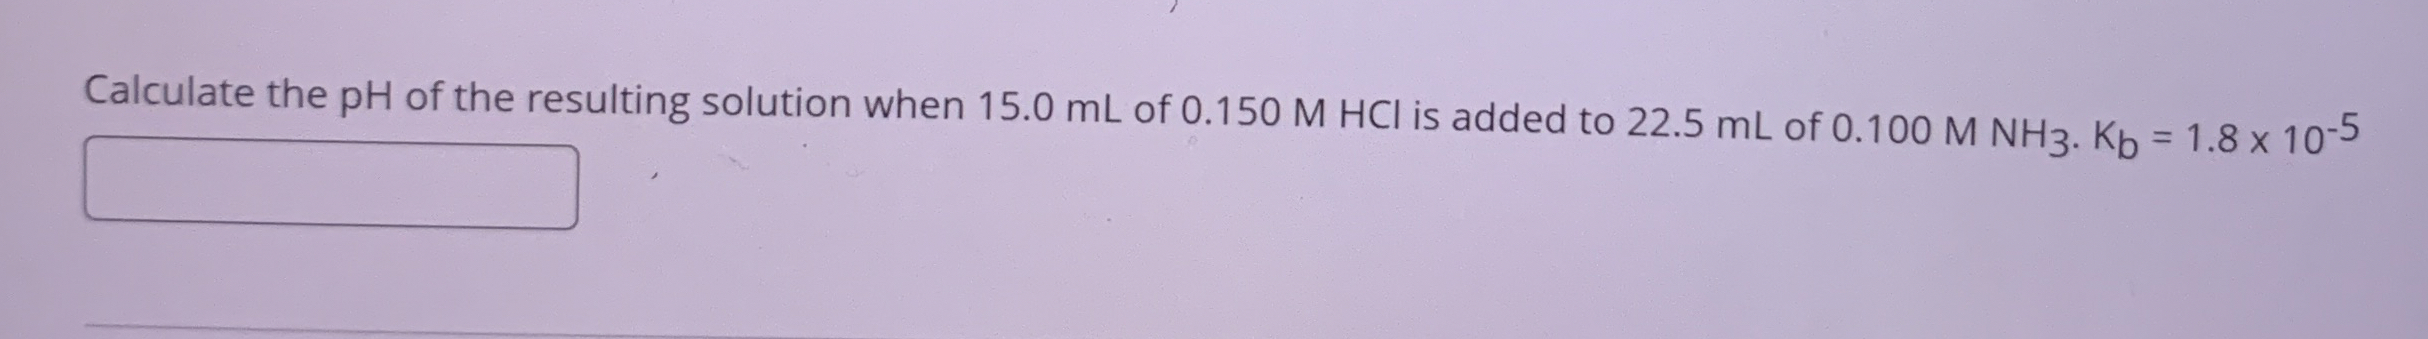 Calculate the pH of the resulting solution when 15.0 mL of 0.150 M HCl is added to 22.5 mL of 0.100 M NH3. Kb = 1.8 x 10-5